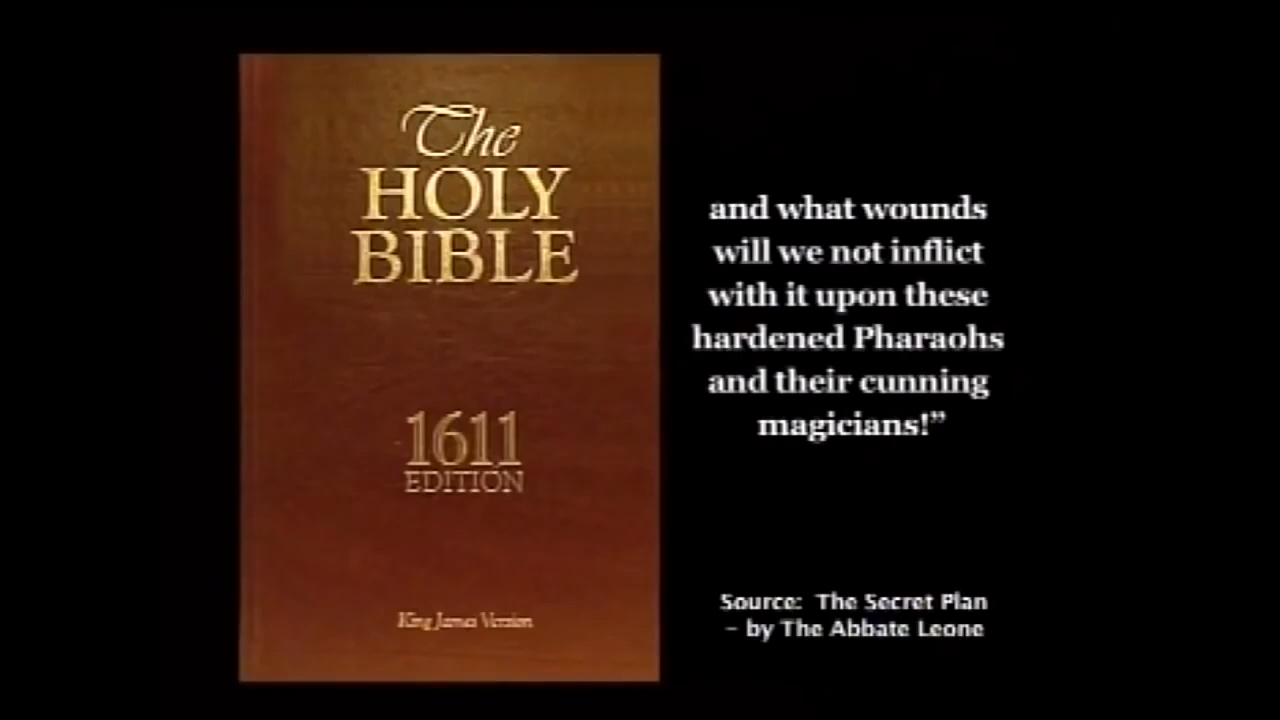 The
HOLY
BIBLE
1611
EDITION
King James Version
and what wounds
will we not inflict
with it upon these
hardened Pharaohs
and their cunning
magicians!”
Source: The Secret Plan
– by The Abbate Leone